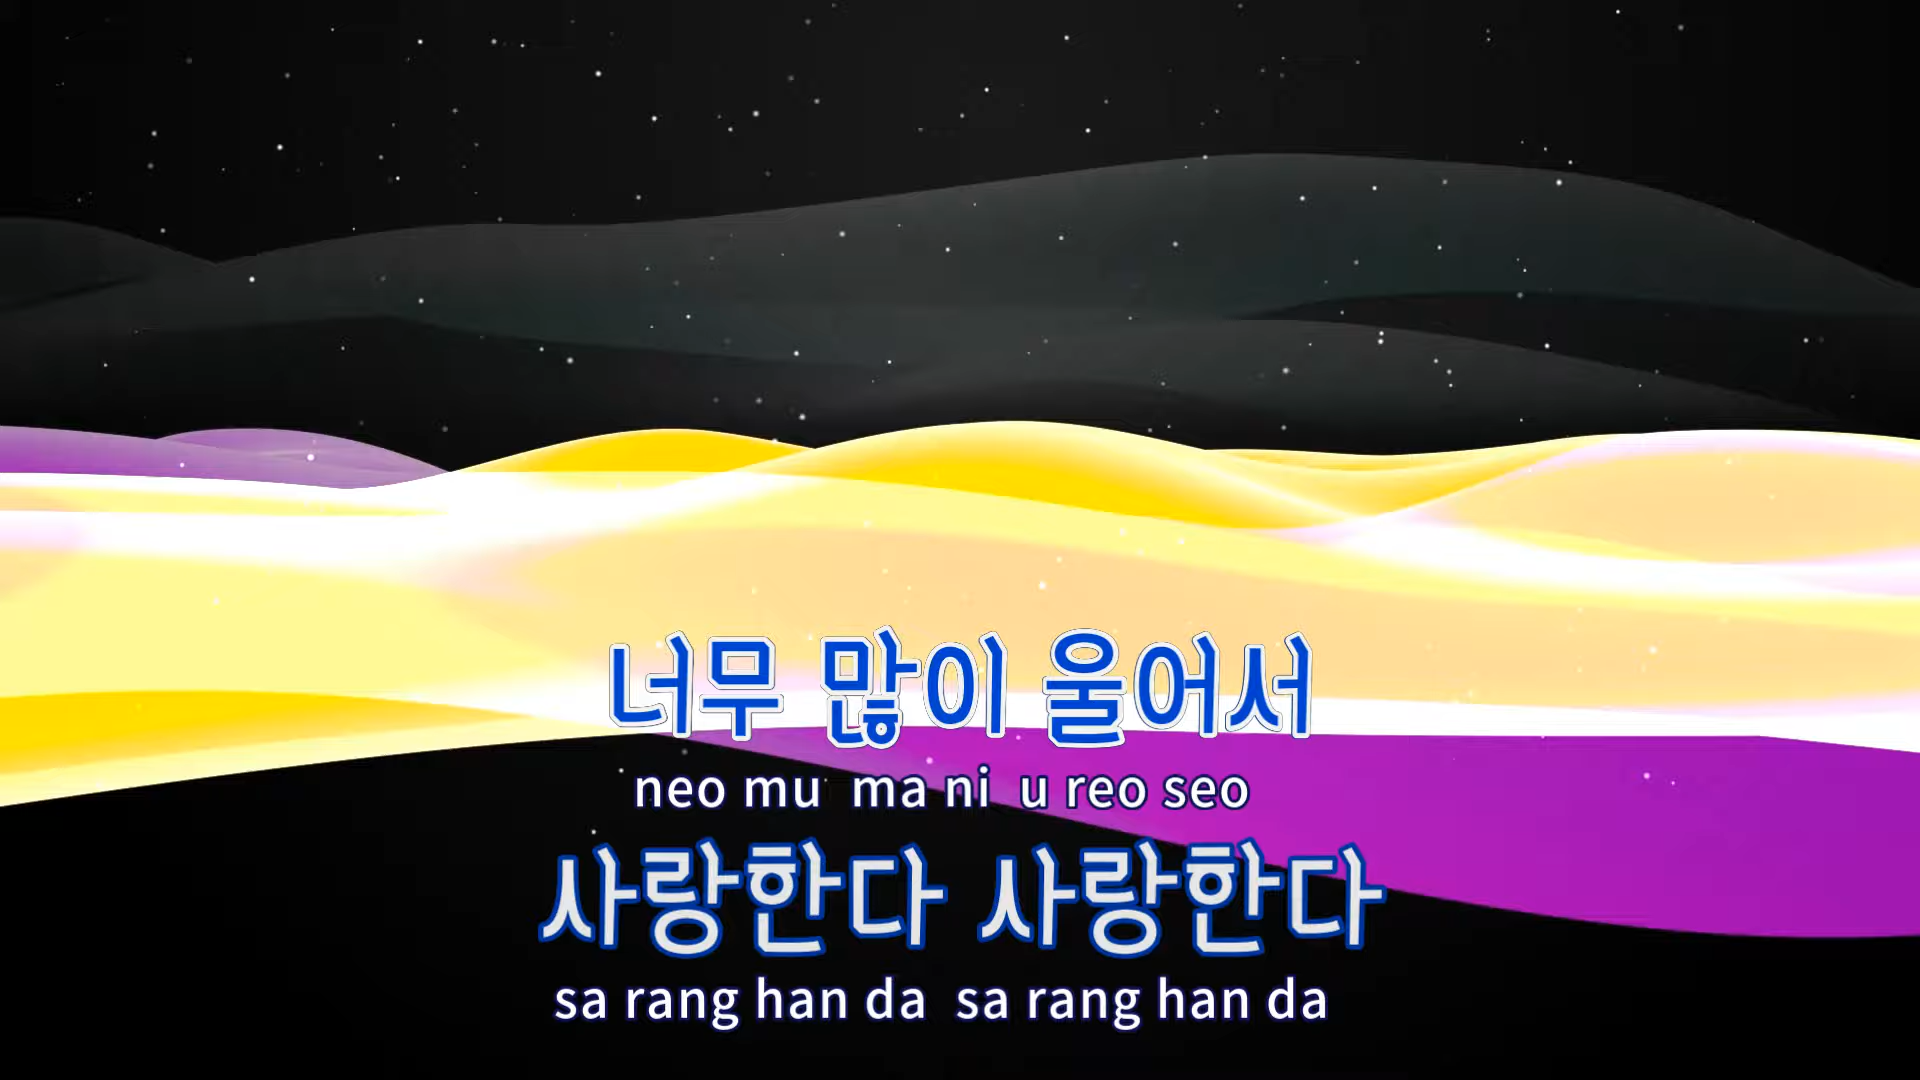 너무 많이 울어서
neo mu ma ni u reo seo
사랑한다 사랑한다
sa rang han da sa rang han da